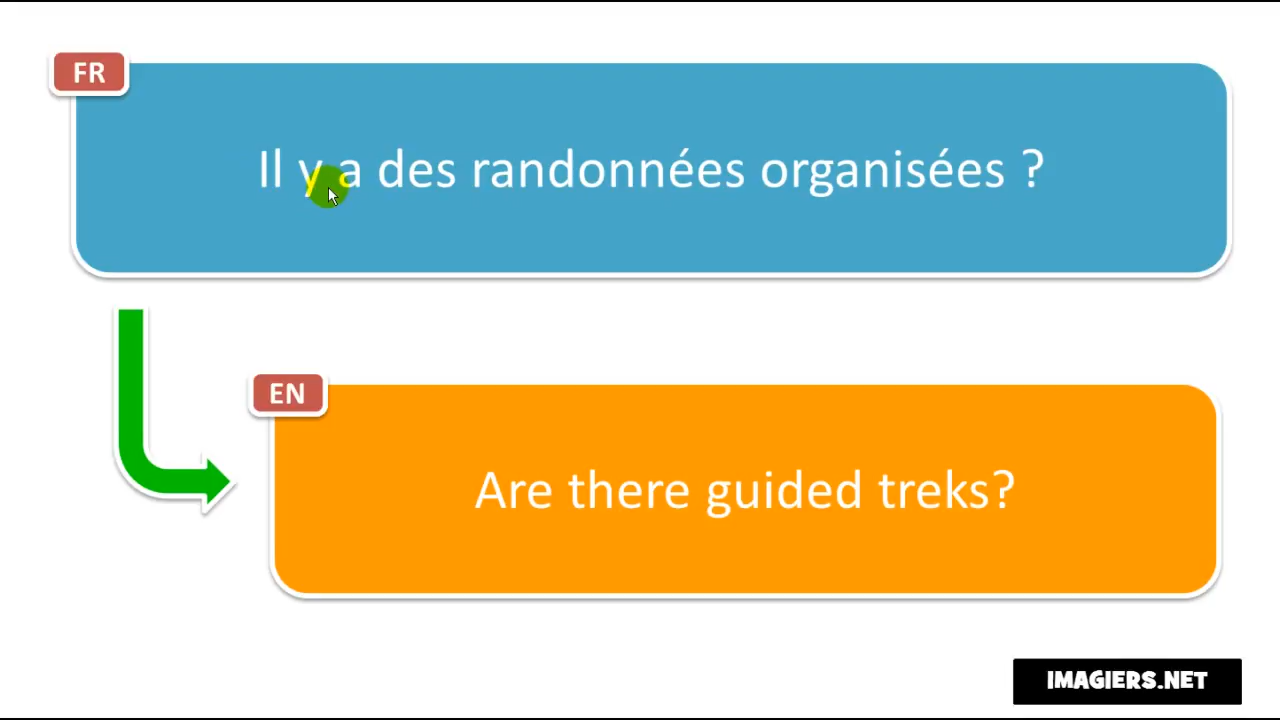 FR
Il y a des randonnées organisées ?
EN
Are there guided treks?
IMAGIERS.NET